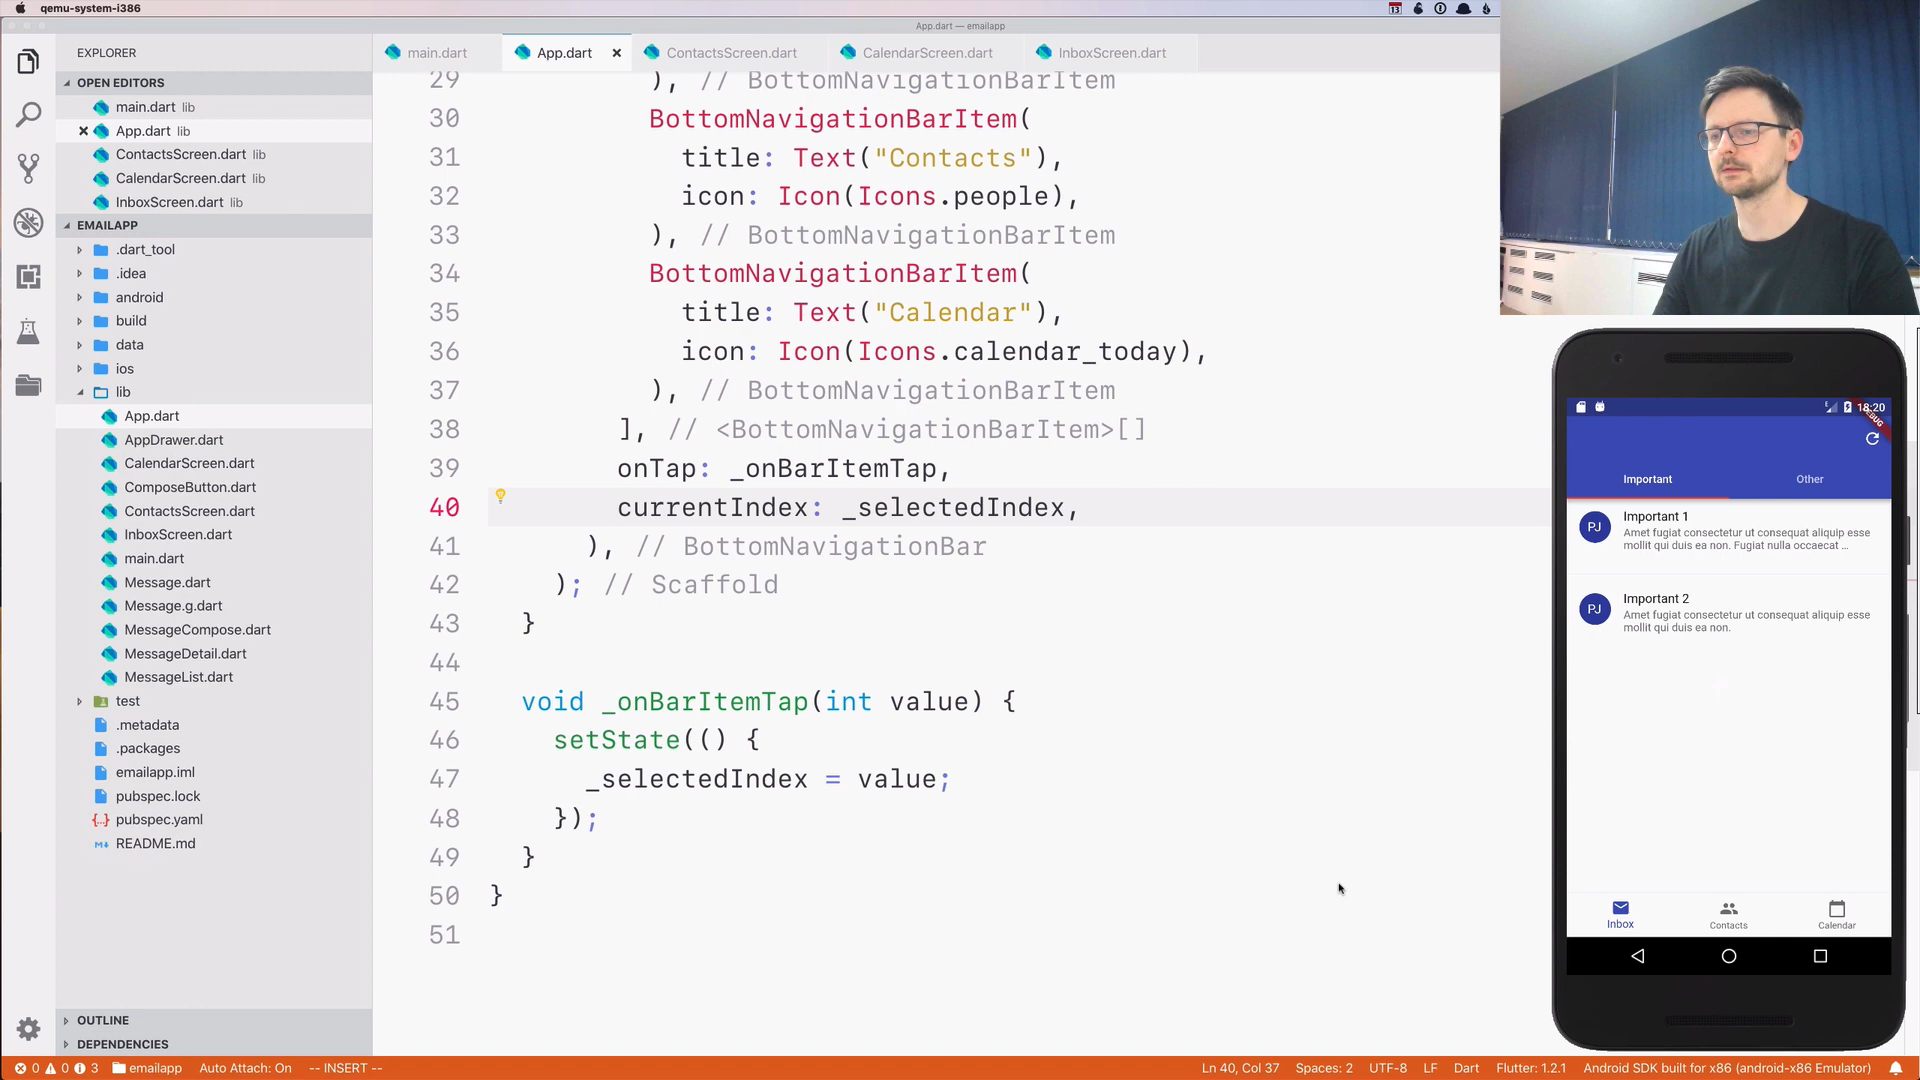 qemu-system-i386
13
App.dart — emailapp
EXPLORER
OPEN EDITORS
main.dart lib
App.dart lib
ContactsScreen.dart lib
CalendarScreen.dart lib
InboxScreen.dart lib
EMAILAPP
.dart_tool
.idea
android
build
data
ios
lib
App.dart
AppDrawer.dart
CalendarScreen.dart
ComposeButton.dart
ContactsScreen.dart
InboxScreen.dart
main.dart
Message.dart
Message.g.dart
MessageCompose.dart
MessageDetail.dart
MessageList.dart
test
.metadata
.packages
emailapp.iml
pubspec.lock
pubspec.yaml
README.md
OUTLINE
DEPENDENCIES
main.dart
App.dart
ContactsScreen.dart
CalendarScreen.dart
InboxScreen.dart
29 ), // BottomNavigationBarItem
30 BottomNavigationBarItem(
31 title: Text("Contacts"),
32 icon: Icon(Icons.people),
33 ), // BottomNavigationBarItem
34 BottomNavigationBarItem(
35 title: Text("Calendar"),
36 icon: Icon(Icons.calendar_today),
37 ), // BottomNavigationBarItem
38 ], // <BottomNavigationBarItem>[]
39 onTap: _onBarItemTap,
40 currentIndex: _selectedIndex,
41 ), // BottomNavigationBar
42 ); // Scaffold
43 }
44
45 void _onBarItemTap(int value) {
46 setState(() {
47 _selectedIndex = value;
48 });
49 }
50 }
51
18:20
DEBUG
Important
Other
PJ
Important 1
Amet fugiat consectetur ut consequat aliquip esse
mollit qui duis ea non. Fugiat nulla occaecat ...
PJ
Important 2
Amet fugiat consectetur ut consequat aliquip esse
mollit qui duis ea non.
Inbox
Contacts
Calendar
0 0 3 emailapp Auto Attach: On -- INSERT --
Ln 40, Col 37 Spaces: 2 UTF-8 LF Dart Flutter: 1.2.1 Android SDK built for x86 (android-x86 Emulator)